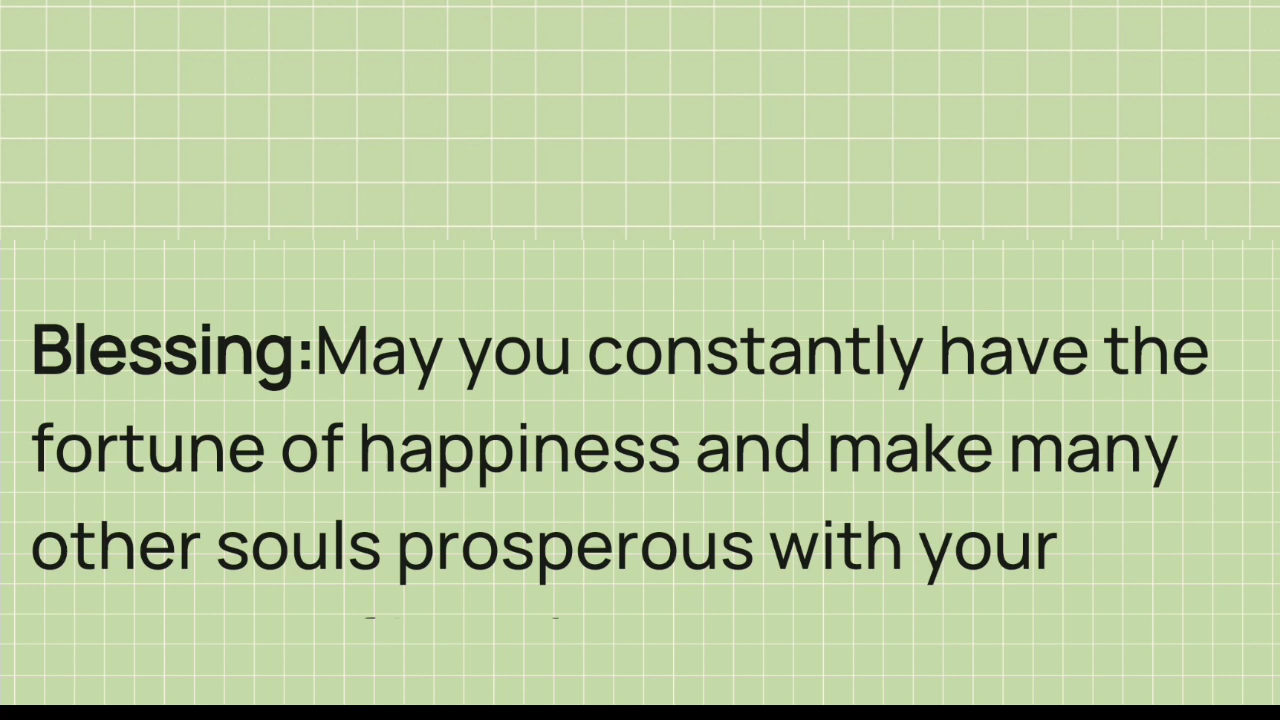 Blessing:May you constantly have the
fortune of happiness and make many
other souls prosperous with your